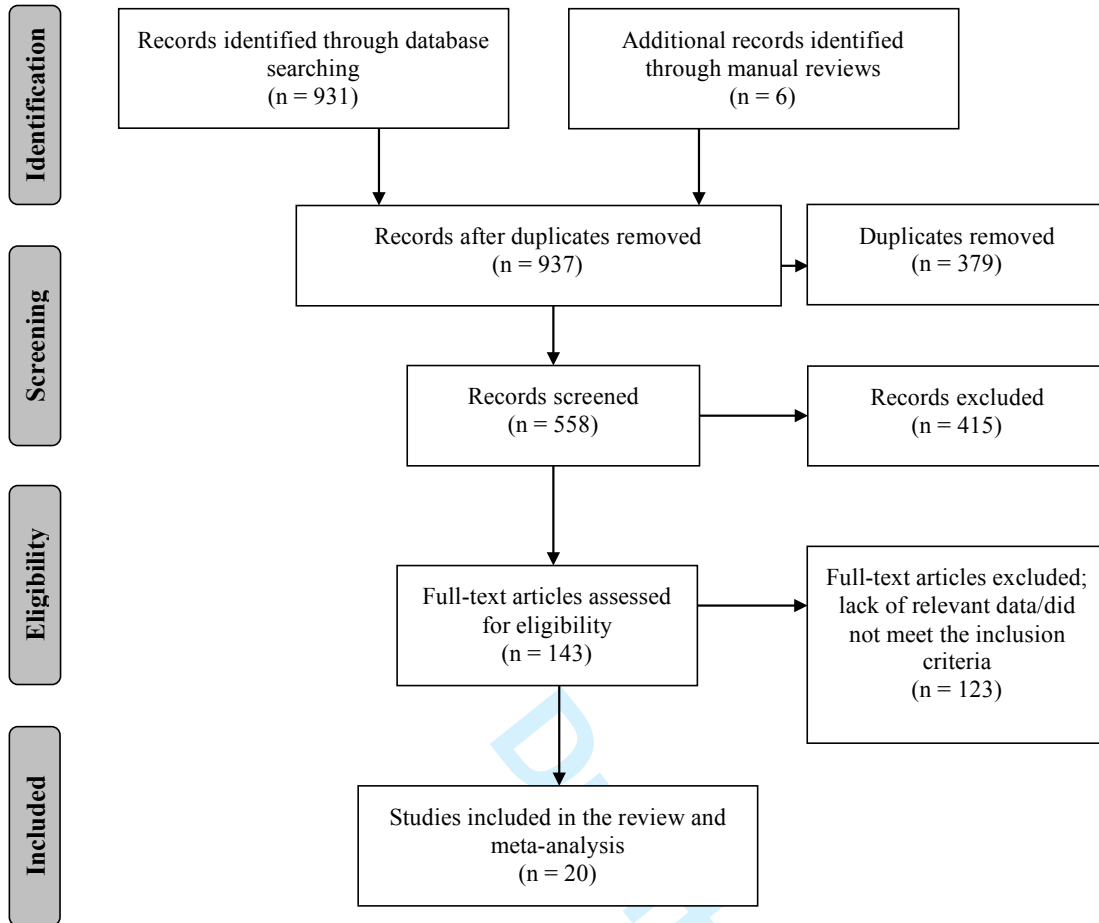 Identification
Records identified through database
searching
(n = 931)
Additional records identified
through manual reviews
(n = 6)
Screening
Records after duplicates removed
(n = 937)
Duplicates removed
(n = 379)
Records screened
(n = 558)
Records excluded
(n = 415)
Eligibility
Full-text articles assessed
for eligibility
(n = 143)
Full-text articles excluded;
lack of relevant data/did
not meet the inclusion
criteria
(n = 123)
Included
Studies included in the review and
meta-analysis
(n = 20)